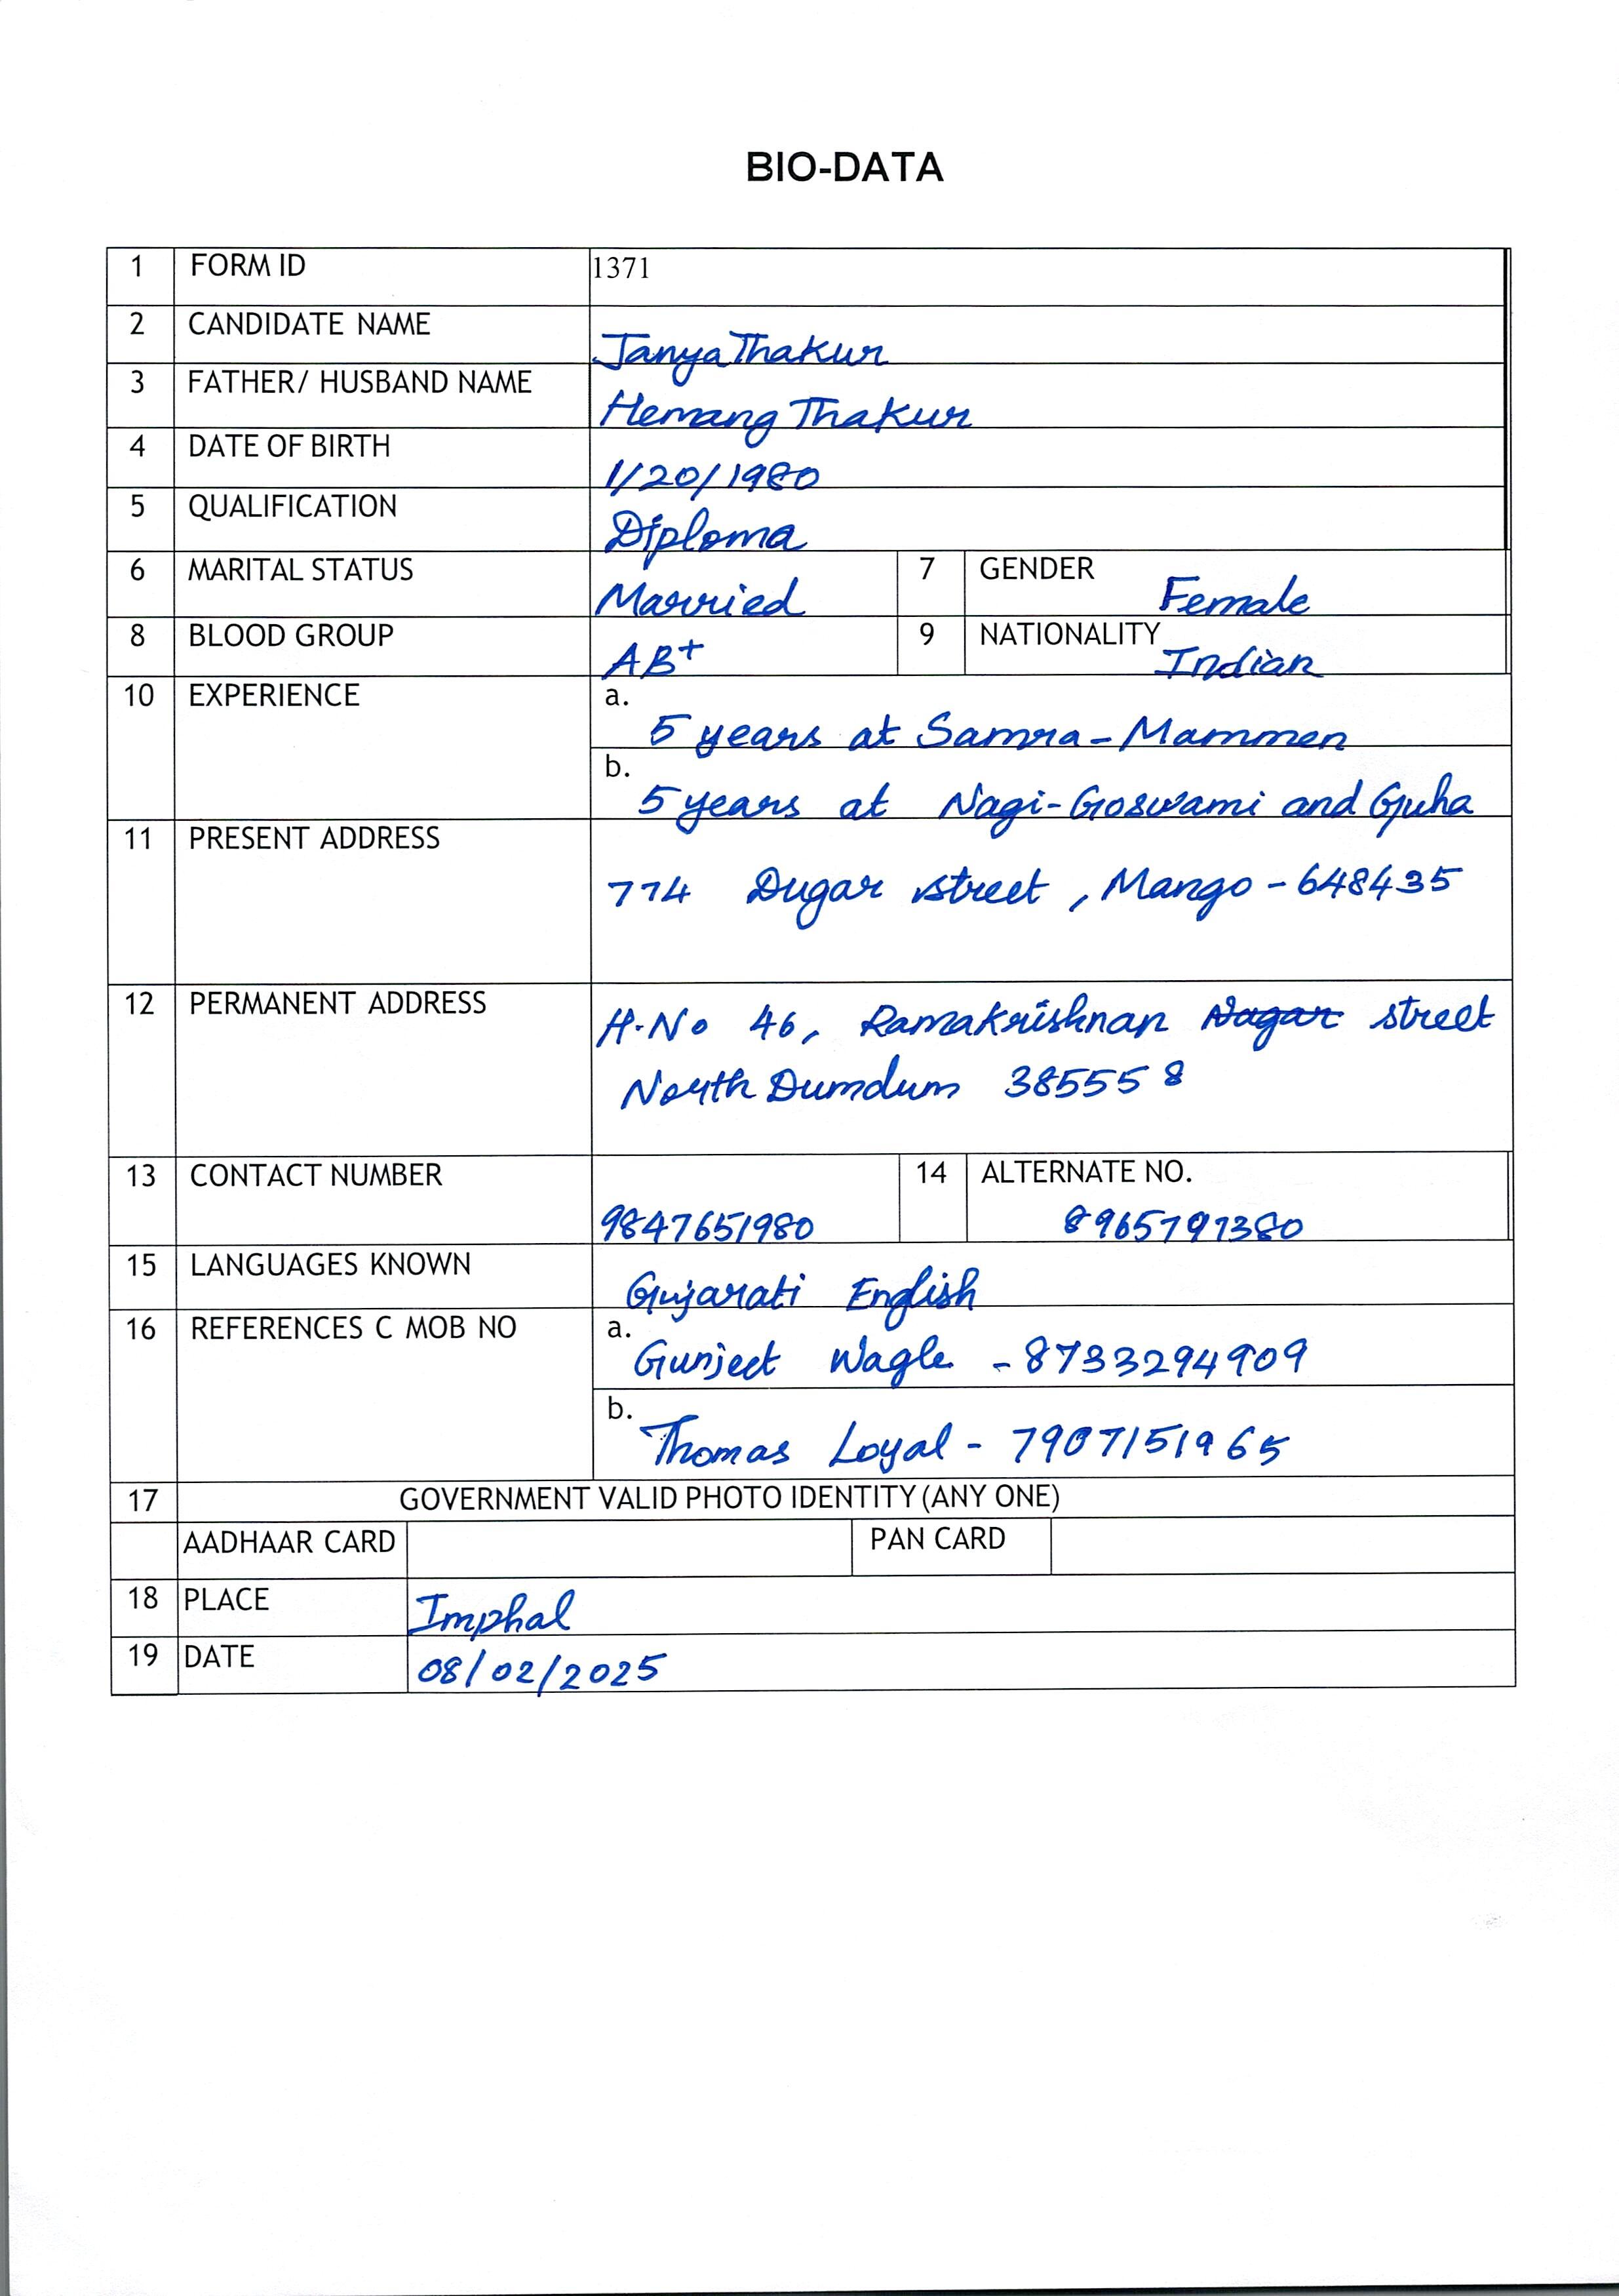 BIO-DATA
1 FORM ID 1371
2 CANDIDATE NAME Tanya Thakur
3 FATHER/ HUSBAND NAME Hemang Thakur
4 DATE OF BIRTH 1/20/1980
5 QUALIFICATION Diploma
6 MARITAL STATUS Married 7 GENDER Female
8 BLOOD GROUP AB+ 9 NATIONALITY Indian
10 EXPERIENCE a. 5 years at Samra-Mammen
b. 5 years at Nagi-Goswami and Guha
11 PRESENT ADDRESS
774 Dugar street, Mango - 648435
12 PERMANENT ADDRESS H.No 46, Ramakrishnan street
North Dumdum 385558
13 CONTACT NUMBER 9847651980 14 ALTERNATE NO. 8965797380
15 LANGUAGES KNOWN Gujarati English
16 REFERENCES C MOB NO a. Gunjeet Wagle - 8733294909
b. Thomas Loyal - 7907151965
17 GOVERNMENT VALID PHOTO IDENTITY (ANY ONE)
AADHAAR CARD PAN CARD
18 PLACE Imphal
19 DATE 08/02/2025